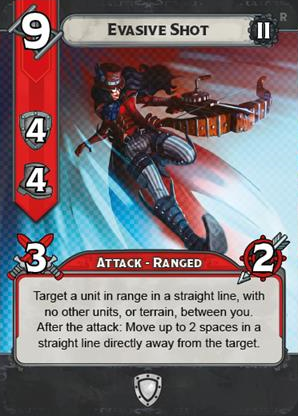 9
EVASIVE SHOT
II
R
4
4
3
ATTACK - RANGED
2
Target a unit in range in a straight line, with
no other units, or terrain, between you.
After the attack: Move up to 2 spaces in a
straight line directly away from the target.